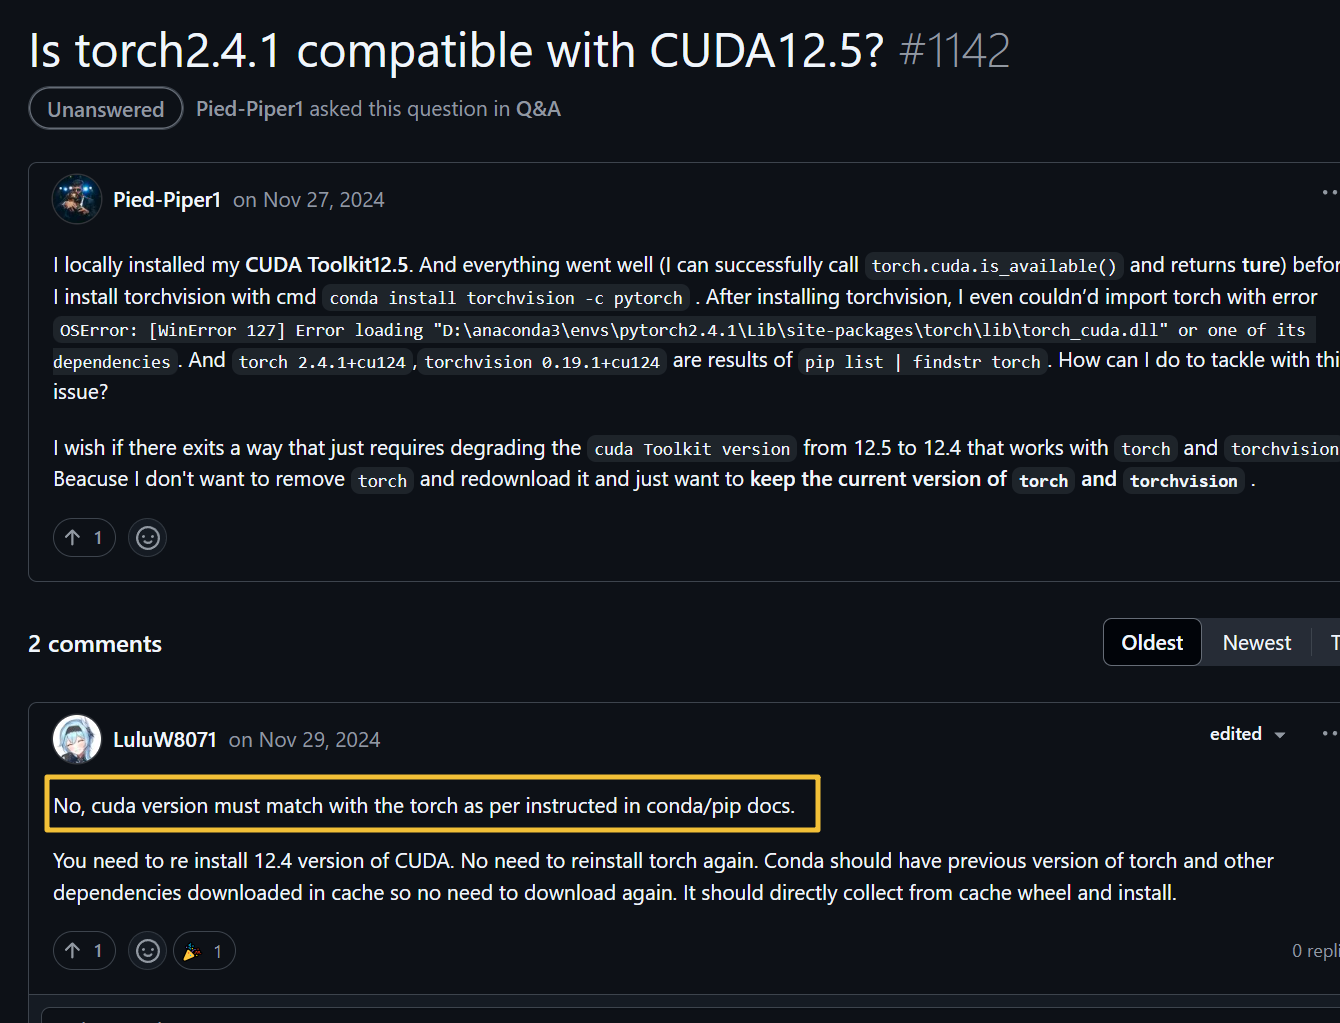 Is torch2.4.1 compatible with CUDA12.5? #1142
Unanswered Pied-Piper1 asked this question in Q&A
Pied-Piper1 on Nov 27, 2024
I locally installed my CUDA Toolkit12.5. And everything went well (I can successfully call torch.cuda.is_available() and returns ture) befor
I install torchvision with cmd conda install torchvision -c pytorch . After installing torchvision, I even couldn’d import torch with error
OSError: [WinError 127] Error loading "D:\anaconda3\envs\pytorch2.4.1\Lib\site-packages\torch\lib\torch_cuda.dll" or one of its
dependencies . And torch 2.4.1+cu124 , torchvision 0.19.1+cu124 are results of pip list | findstr torch . How can I do to tackle with thi
issue?
I wish if there exits a way that just requires degrading the cuda Toolkit version from 12.5 to 12.4 that works with torch and torchvision
Beacuse I don't want to remove torch and redownload it and just want to keep the current version of torch and torchvision .
1
2 comments
Oldest Newest T
LuluW8071 on Nov 29, 2024 edited
No, cuda version must match with the torch as per instructed in conda/pip docs.
You need to re install 12.4 version of CUDA. No need to reinstall torch again. Conda should have previous version of torch and other
dependencies downloaded in cache so no need to download again. It should directly collect from cache wheel and install.
1 1 0 repli